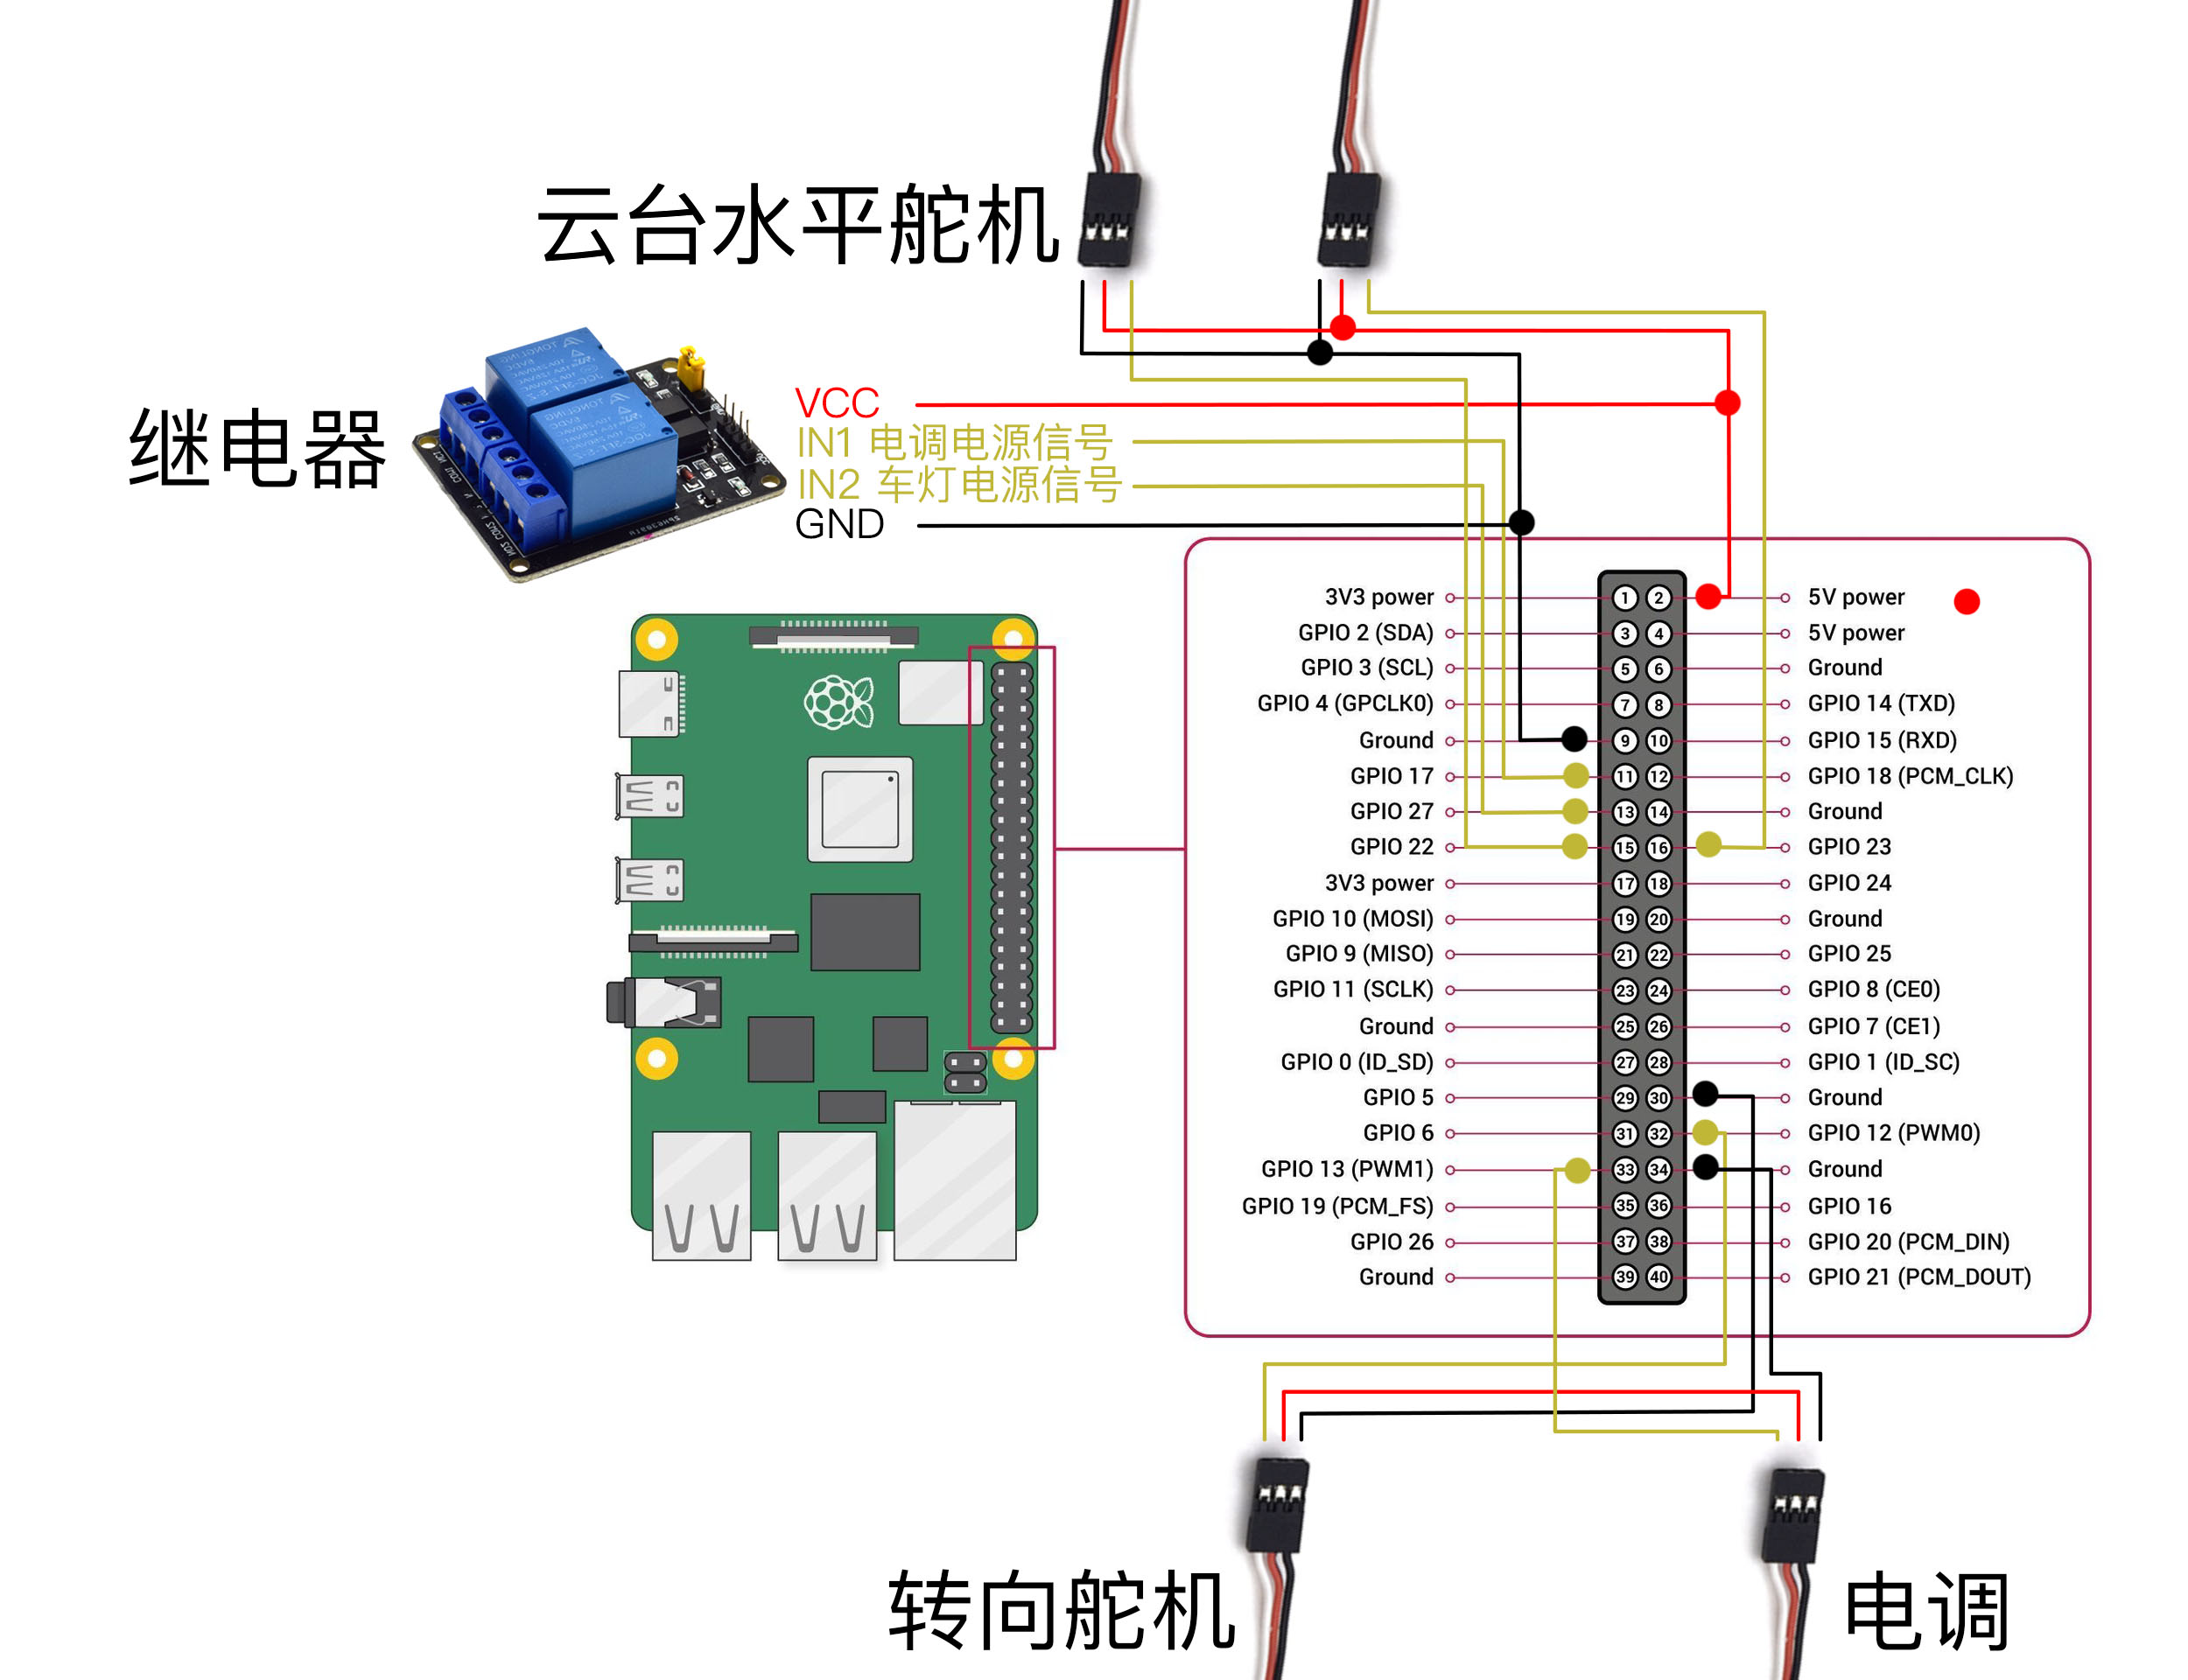 云台水平舵机
继电器
VCC
IN1 电调电源信号
IN2 车灯电源信号
GND
3V3 power 1 2 5V power
GPIO 2 (SDA) 3 4 5V power
GPIO 3 (SCL) 5 6 Ground
GPIO 4 (GPCLK0) 7 8 GPIO 14 (TXD)
Ground 9 10 GPIO 15 (RXD)
GPIO 17 11 12 GPIO 18 (PCM_CLK)
GPIO 27 13 14 Ground
GPIO 22 15 16 GPIO 23
3V3 power 17 18 GPIO 24
GPIO 10 (MOSI) 19 20 Ground
GPIO 9 (MISO) 21 22 GPIO 25
GPIO 11 (SCLK) 23 24 GPIO 8 (CE0)
Ground 25 26 GPIO 7 (CE1)
GPIO 0 (ID_SD) 27 28 GPIO 1 (ID_SC)
GPIO 5 29 30 Ground
GPIO 6 31 32 GPIO 12 (PWM0)
GPIO 13 (PWM1) 33 34 Ground
GPIO 19 (PCM_FS) 35 36 GPIO 16
GPIO 26 37 38 GPIO 20 (PCM_DIN)
Ground 39 40 GPIO 21 (PCM_DOUT)
转向舵机
电调